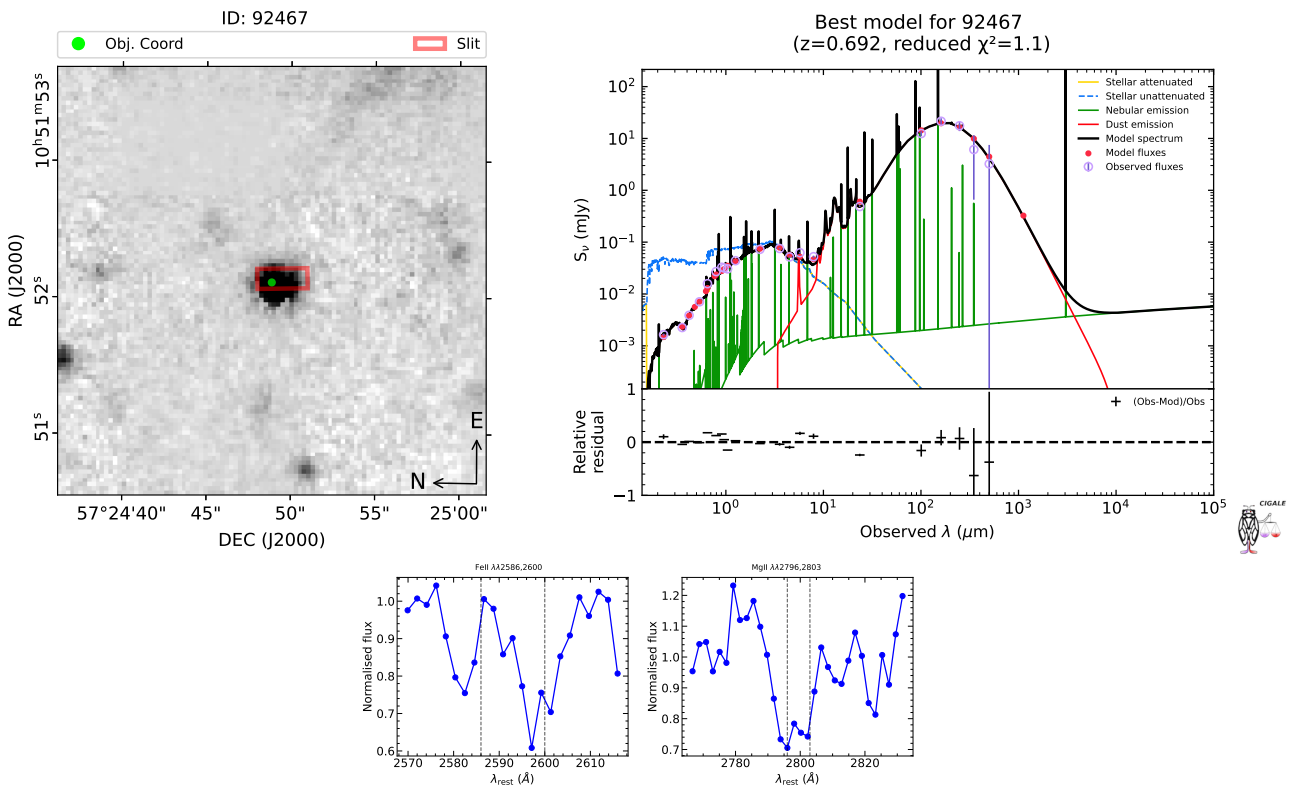 ID: 92467
Obj. Coord
Slit
10ʰ51ᵐ53ˢ
52ˢ
51ˢ
RA (J2000)
E
N
57°24'40" 45" 50" 55" 25'00"
DEC (J2000)
Best model for 92467
(z=0.692, reduced χ²=1.1)
Stellar attenuated
Stellar unattenuated
Nebular emission
Dust emission
Model spectrum
Model fluxes
Observed fluxes
10²
10¹
10⁰
10⁻¹
10⁻²
10⁻³
Sᵥ (mJy)
(Obs-Mod)/Obs
1
0
−1
Relative
residual
10⁰ 10¹ 10² 10³ 10⁴ 10⁵
Observed λ (μm)
CIGALE
FeII λλ2586,2600
1.0
0.9
0.8
0.7
0.6
Normalised flux
2570 2580 2590 2600 2610
λrest (Å)
MgII λλ2796,2803
1.2
1.1
1.0
0.9
0.8
0.7
Normalised flux
2780 2800 2820
λrest (Å)